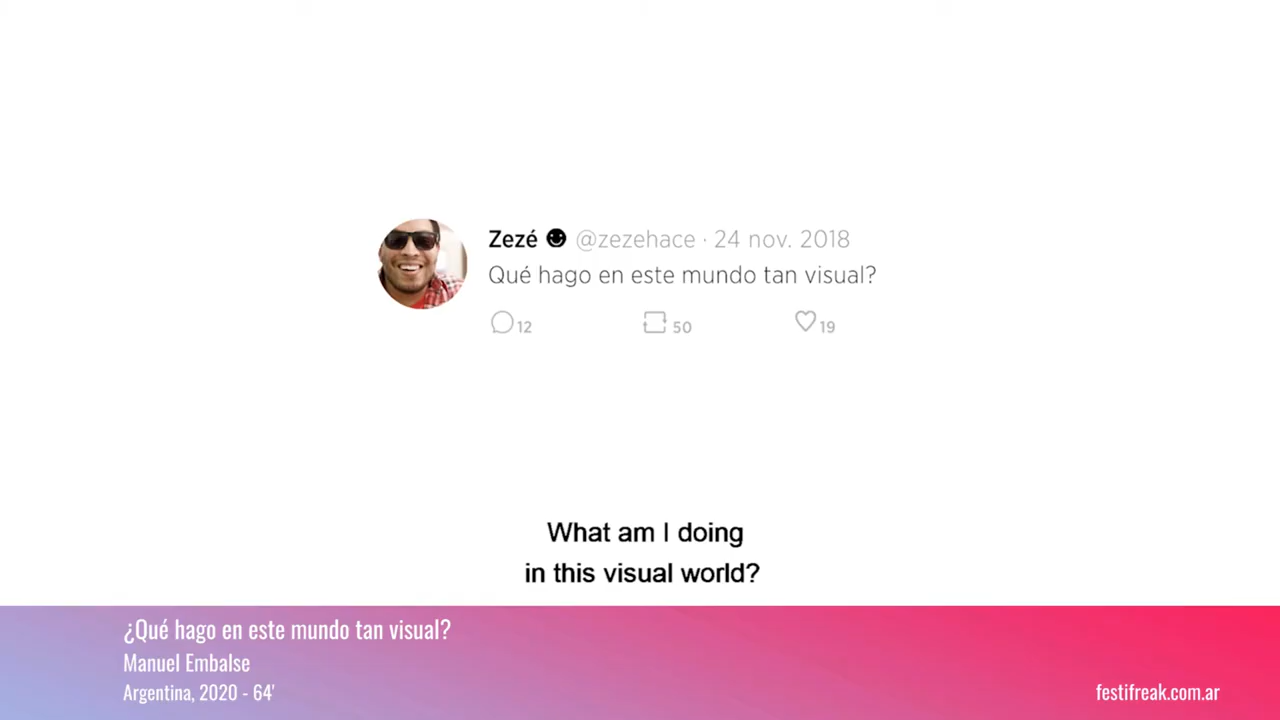 Zezé @zezehace · 24 nov. 2018
Qué hago en este mundo tan visual?
12 50 19
What am I doing
in this visual world?
¿Qué hago en este mundo tan visual?
Manuel Embalse
Argentina, 2020 - 64'
festifreak.com.ar